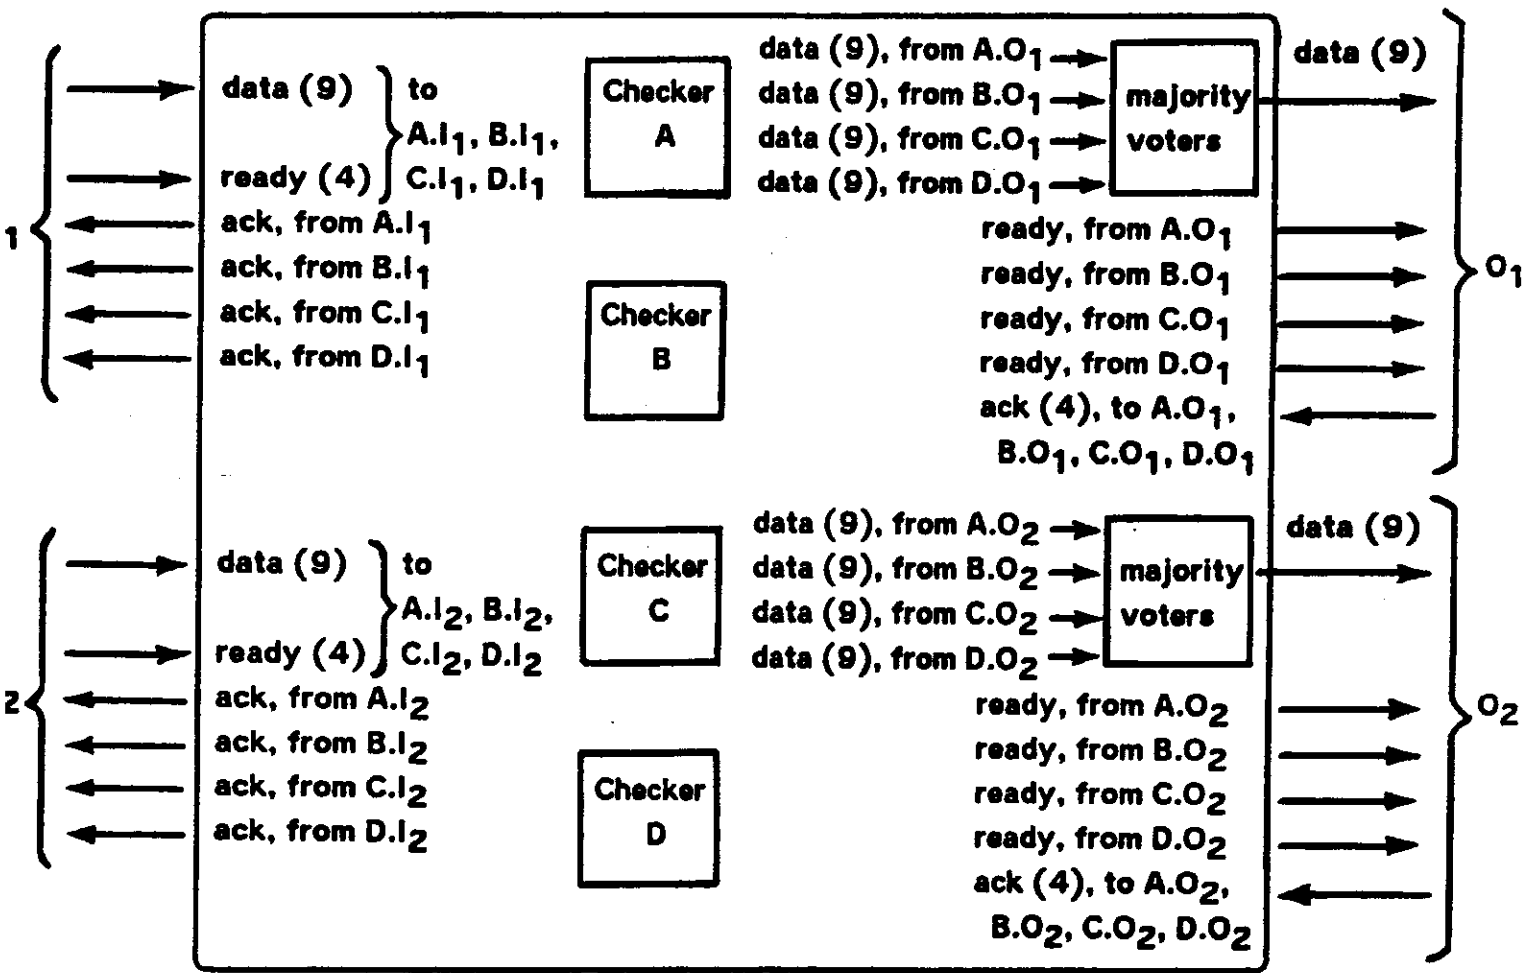 data (9) to
A.I1, B.I1,
ready (4) C.I1, D.I1
ack, from A.I1
ack, from B.I1
ack, from C.I1
ack, from D.I1
1
Checker
A
Checker
B
data (9), from A.O1
data (9), from B.O1
data (9), from C.O1
data (9), from D.O1
majority
voters
data (9)
ready, from A.O1
ready, from B.O1
ready, from C.O1
ready, from D.O1
ack (4), to A.O1,
B.O1, C.O1, D.O1
O1
data (9) to
A.I2, B.I2,
ready (4) C.I2, D.I2
ack, from A.I2
ack, from B.I2
ack, from C.I2
ack, from D.I2
2
Checker
C
Checker
D
data (9), from A.O2
data (9), from B.O2
data (9), from C.O2
data (9), from D.O2
majority
voters
data (9)
ready, from A.O2
ready, from B.O2
ready, from C.O2
ready, from D.O2
ack (4), to A.O2,
B.O2, C.O2, D.O2
O2